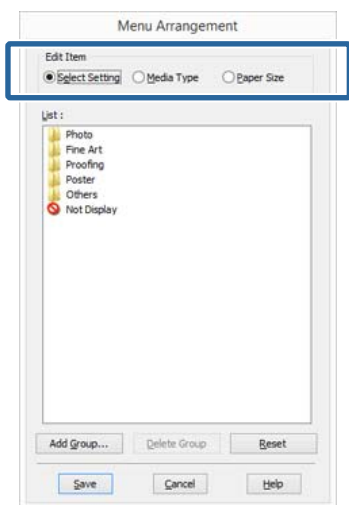 Menu Arrangement
Edit Item
Select Setting Media Type Paper Size
List :
Photo
Fine Art
Proofing
Poster
Others
Not Display
Add Group... Delete Group Reset
Save Cancel Help